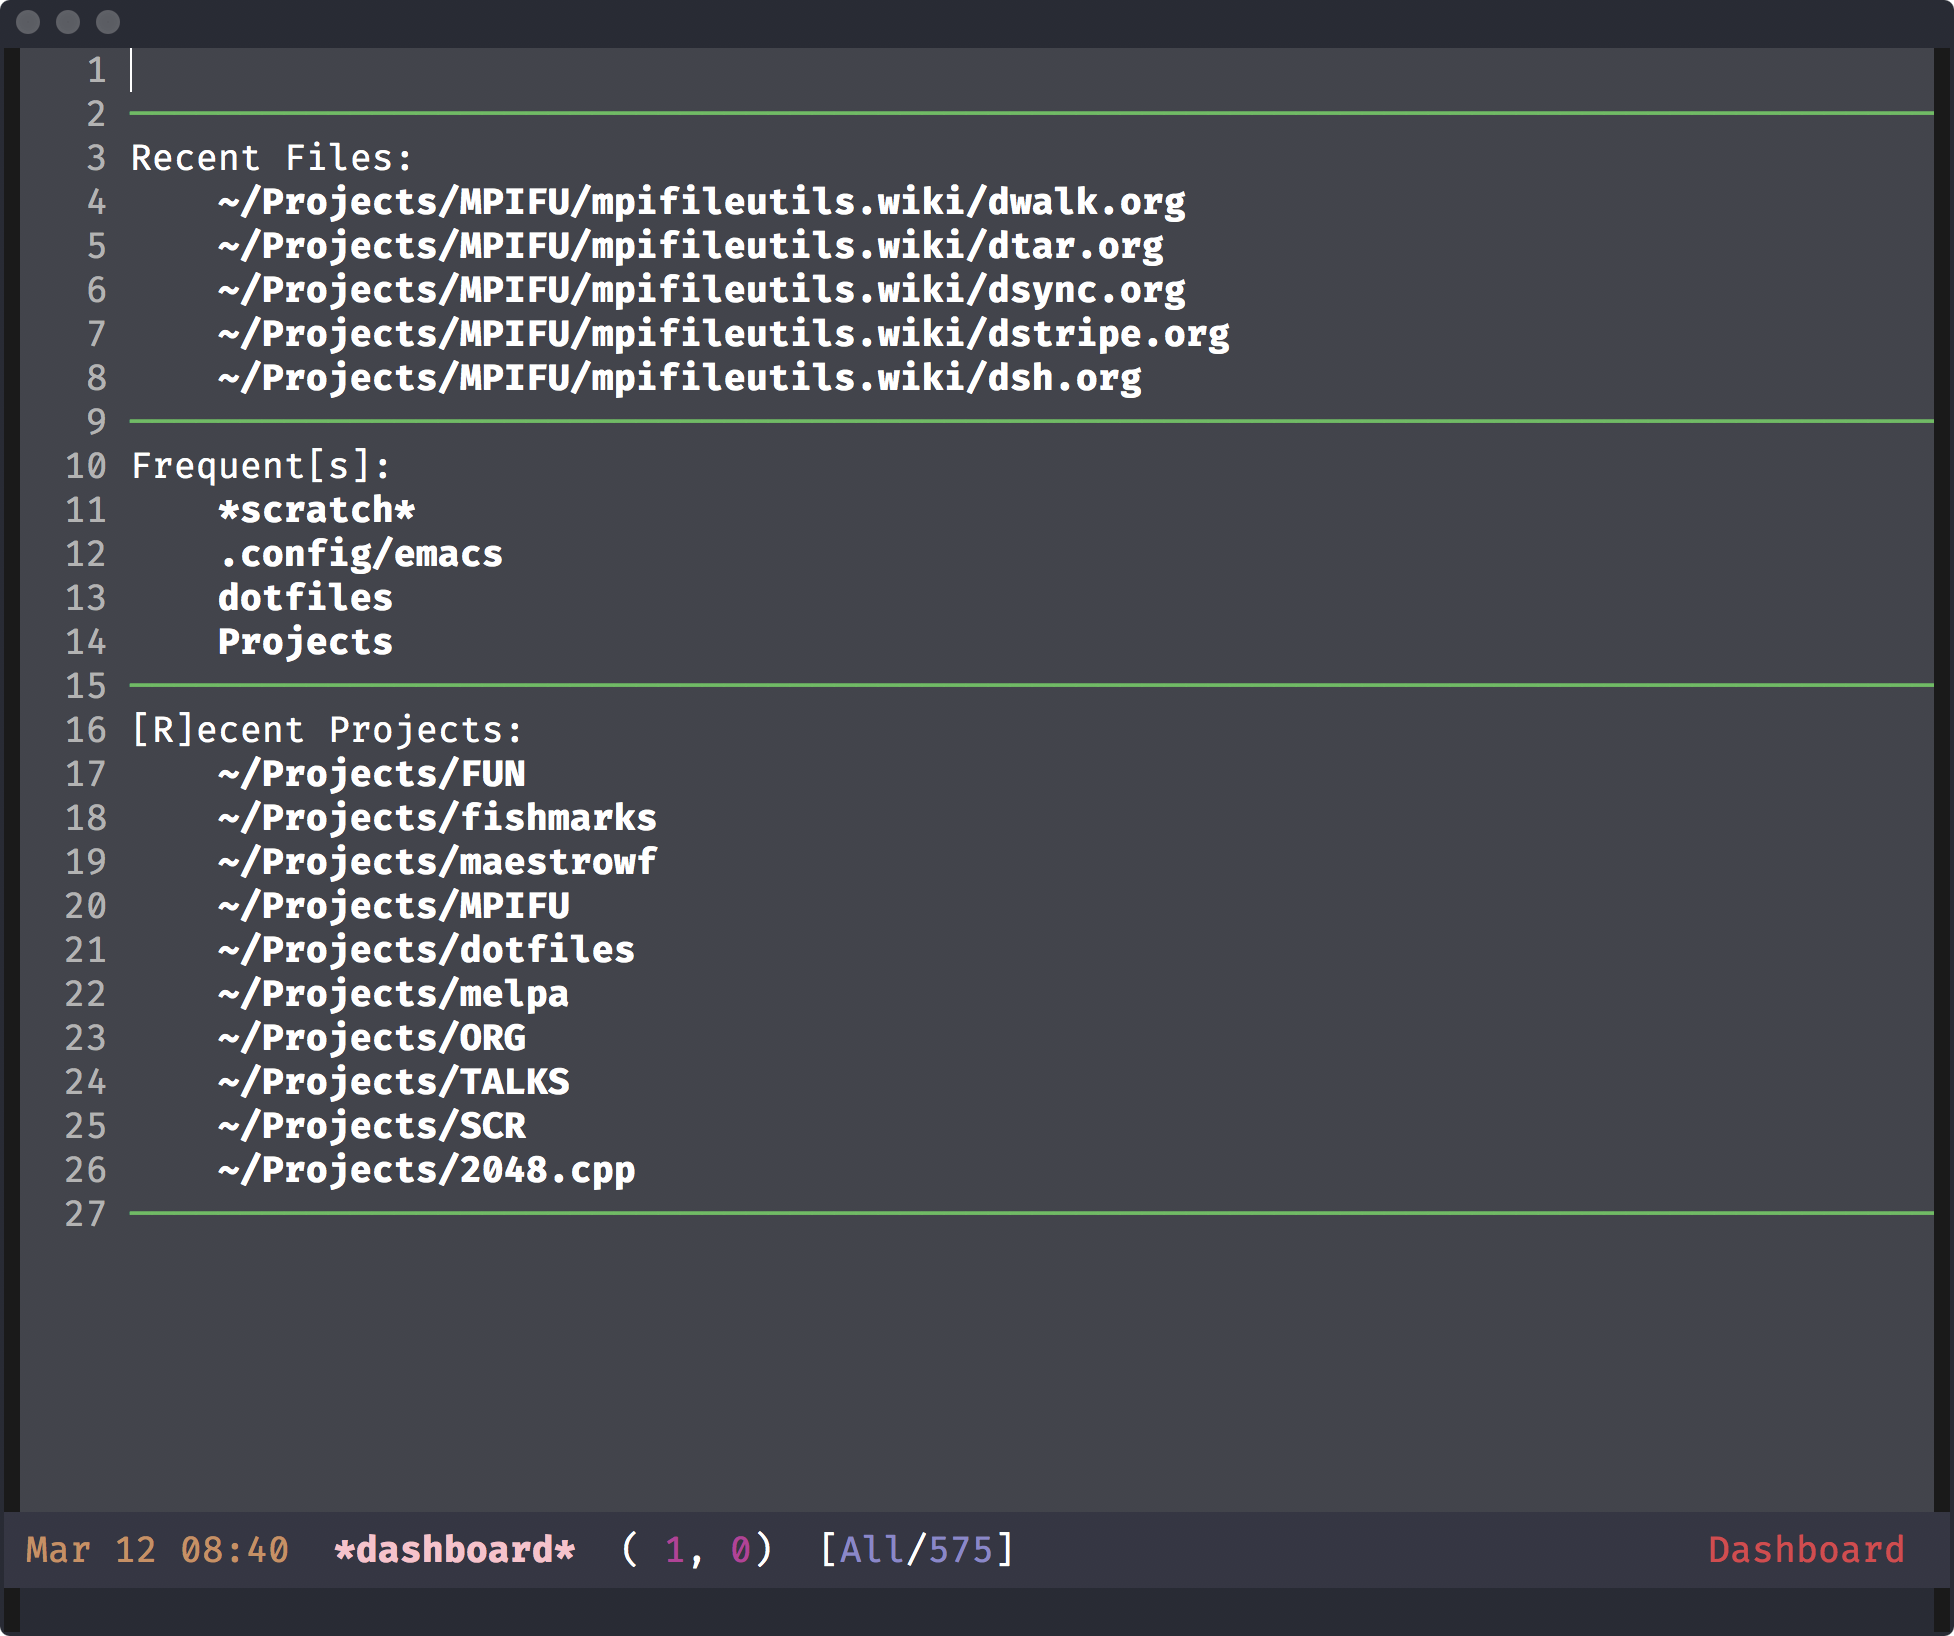 1
2
3 Recent Files:
4 ~/Projects/MPIFU/mpifileutils.wiki/dwalk.org
5 ~/Projects/MPIFU/mpifileutils.wiki/dtar.org
6 ~/Projects/MPIFU/mpifileutils.wiki/dsync.org
7 ~/Projects/MPIFU/mpifileutils.wiki/dstripe.org
8 ~/Projects/MPIFU/mpifileutils.wiki/dsh.org
9
10 Frequent[s]:
11 *scratch*
12 .config/emacs
13 dotfiles
14 Projects
15
16 [R]ecent Projects:
17 ~/Projects/FUN
18 ~/Projects/fishmarks
19 ~/Projects/maestrowf
20 ~/Projects/MPIFU
21 ~/Projects/dotfiles
22 ~/Projects/melpa
23 ~/Projects/ORG
24 ~/Projects/TALKS
25 ~/Projects/SCR
26 ~/Projects/2048.cpp
27
Mar 12 08:40 *dashboard* ( 1, 0) [All/575] Dashboard